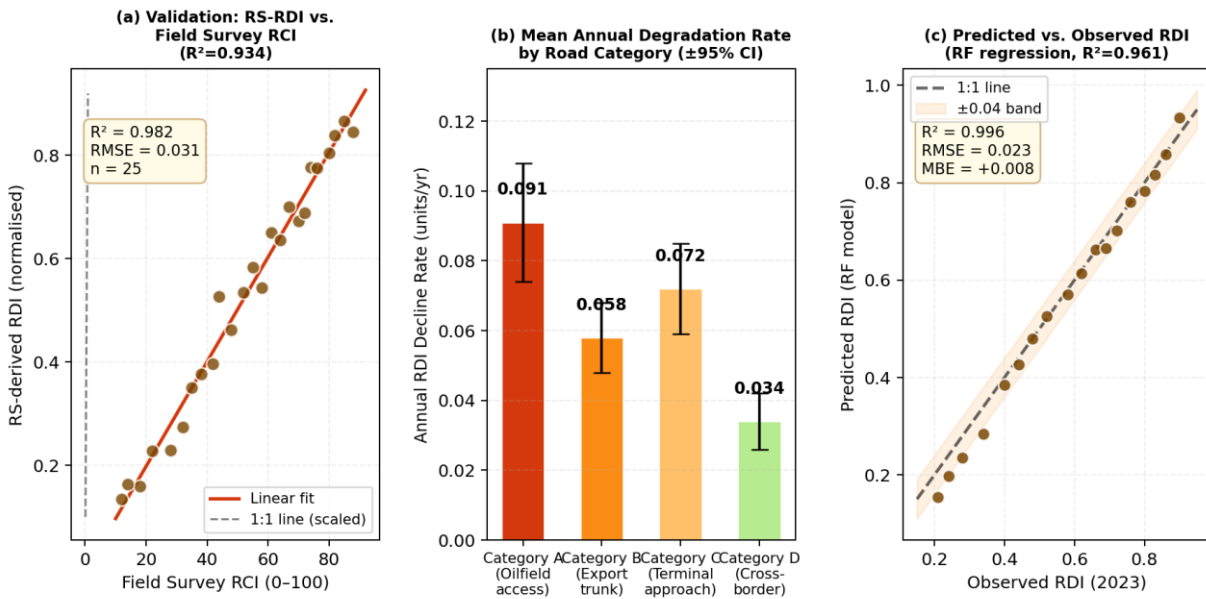 (a) Validation: RS-RDI vs.
Field Survey RCI
(R²=0.934)
RS-derived RDI (normalised)
0.8
0.6
0.4
0.2
R² = 0.982
RMSE = 0.031
n = 25
Linear fit
1:1 line (scaled)
0
20
40
60
80
Field Survey RCI (0–100)
(b) Mean Annual Degradation Rate
by Road Category (±95% CI)
Annual RDI Decline Rate (units/yr)
0.12
0.10
0.08
0.06
0.04
0.02
0.00
0.091
0.058
0.072
0.034
Category A
(Oilfield
access)
Category B
(Export
trunk)
Category C
(Terminal
approach)
Category D
(Cross-
border)
(c) Predicted vs. Observed RDI
(RF regression, R²=0.961)
Predicted RDI (RF model)
1.0
0.8
0.6
0.4
0.2
1:1 line
±0.04 band
R² = 0.996
RMSE = 0.023
MBE = +0.008
0.2
0.4
0.6
0.8
Observed RDI (2023)